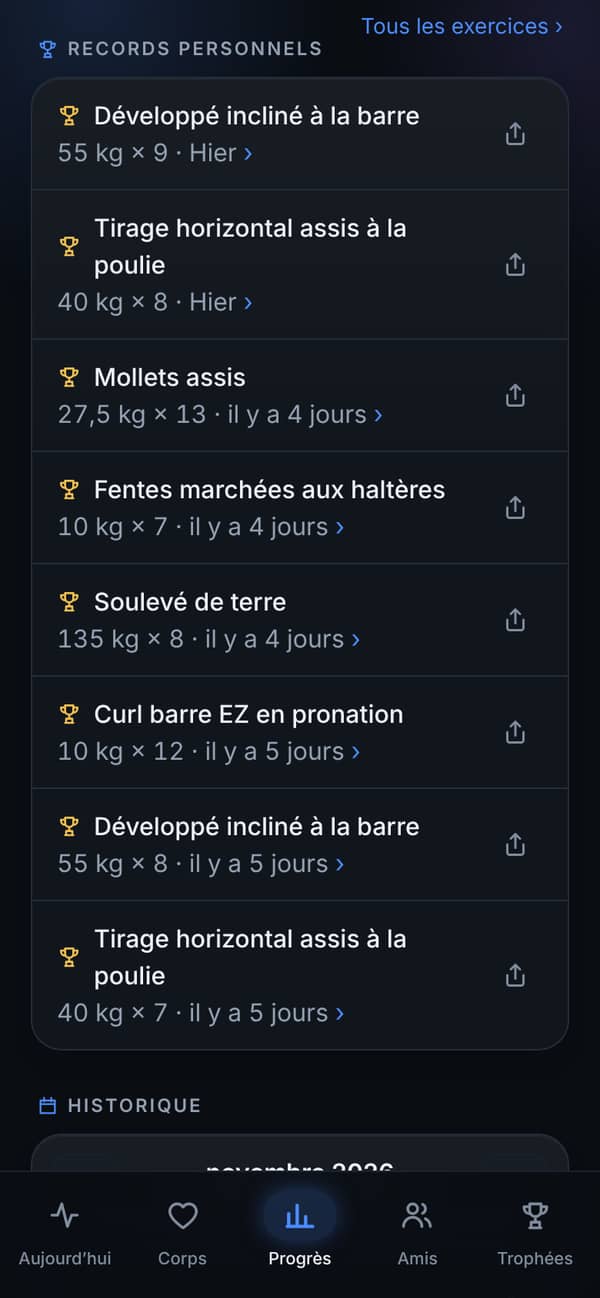 Tous les exercices ›
RECORDS PERSONNELS
Développé incliné à la barre
55 kg × 9 · Hier ›
Tirage horizontal assis à la
poulie
40 kg × 8 · Hier ›
Mollets assis
27,5 kg × 13 · il y a 4 jours ›
Fentes marchées aux haltères
10 kg × 7 · il y a 4 jours ›
Soulevé de terre
135 kg × 8 · il y a 4 jours ›
Curl barre EZ en pronation
10 kg × 12 · il y a 5 jours ›
Développé incliné à la barre
55 kg × 8 · il y a 5 jours ›
Tirage horizontal assis à la
poulie
40 kg × 7 · il y a 5 jours ›
HISTORIQUE
novembre 2026
Aujourd'hui
Corps
Progrès
Amis
Trophées